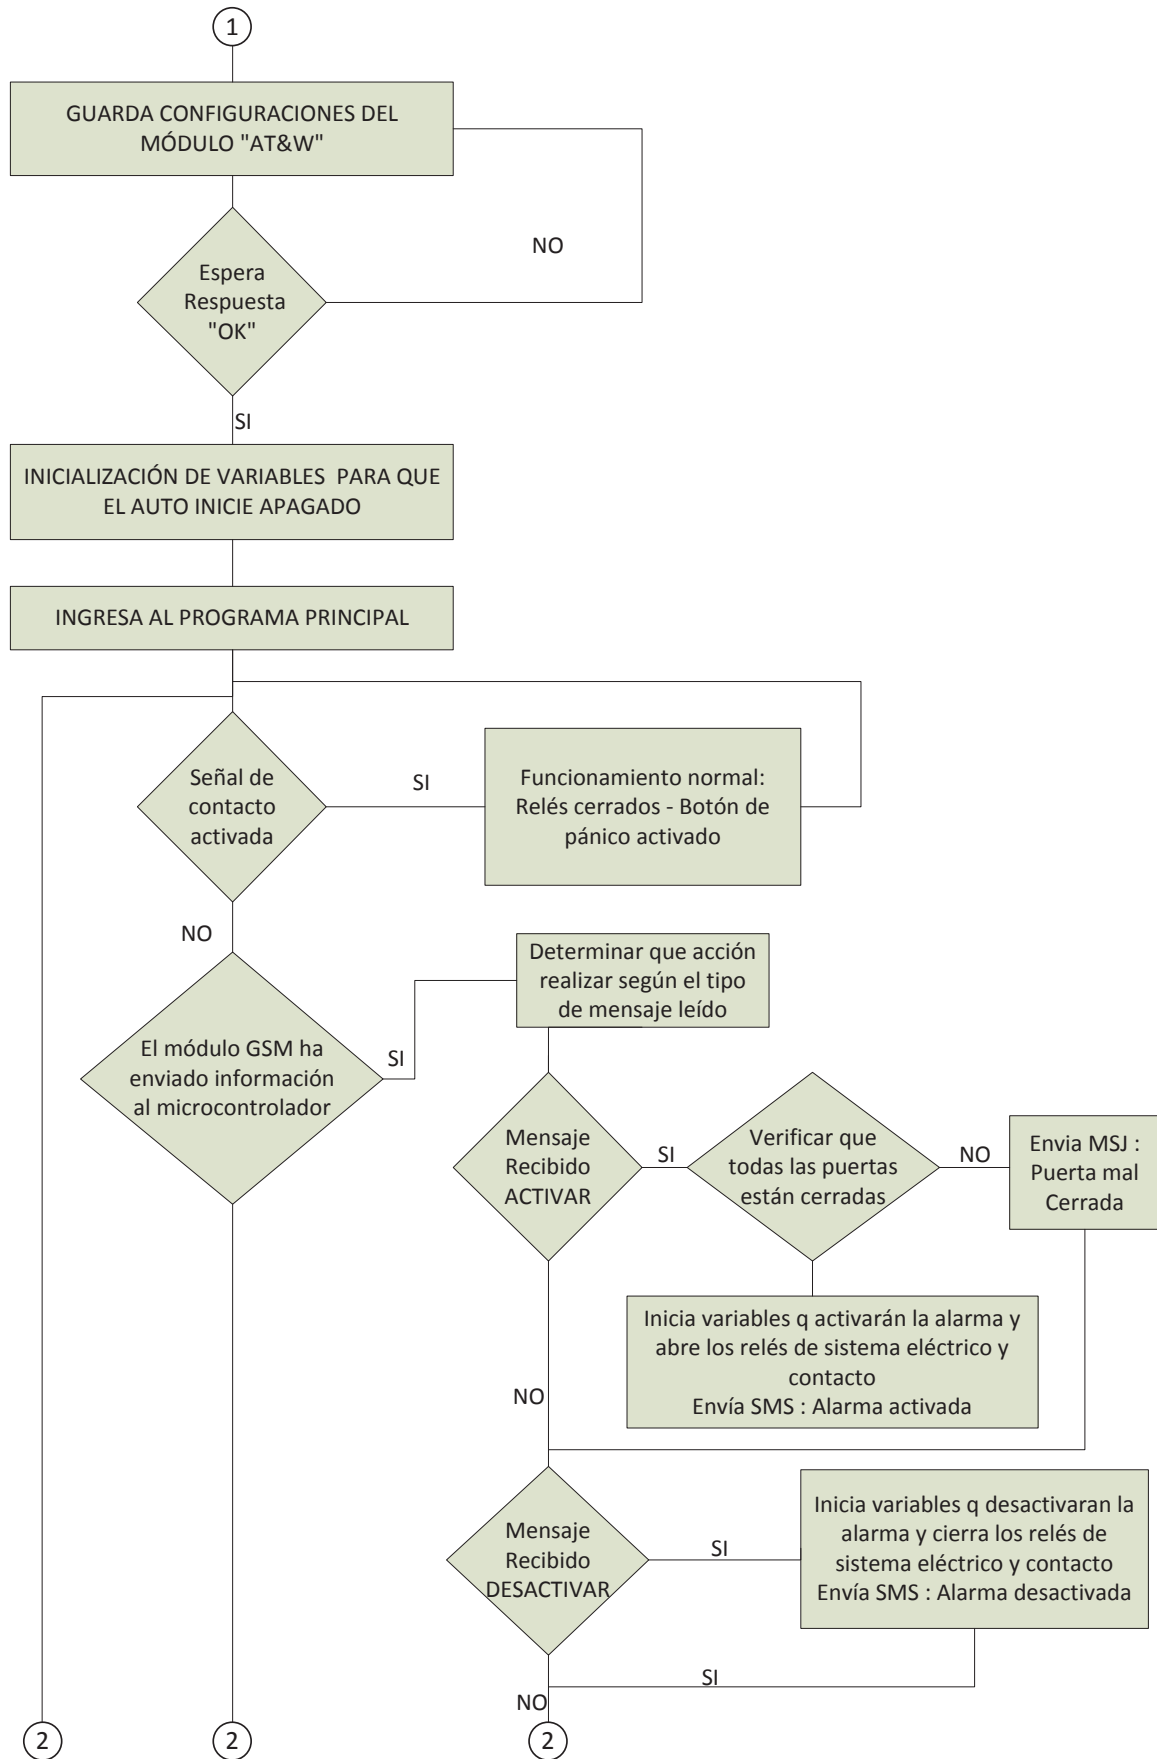 1
GUARDA CONFIGURACIONES DEL
MÓDULO "AT&W"
NO
Espera
Respuesta
"OK"
SI
INICIALIZACIÓN DE VARIABLES  PARA QUE
EL AUTO INICIE APAGADO
INGRESA AL PROGRAMA PRINCIPAL
Señal de
contacto
activada
SI
Funcionamiento normal:
Relés cerrados - Botón de
pánico activado
NO
El módulo GSM ha
enviado información
al microcontrolador
SI
Determinar que acción
realizar según el tipo
de mensaje leído
Mensaje
Recibido
ACTIVAR
SI
Verificar que
todas las puertas
están cerradas
NO
Envia MSJ :
Puerta mal
Cerrada
Inicia variables q activarán la alarma y
abre los relés de sistema eléctrico y
contacto
Envía SMS : Alarma activada
NO
Mensaje
Recibido
DESACTIVAR
SI
Inicia variables q desactivaran la
alarma y cierra los relés de
sistema eléctrico y contacto
Envía SMS : Alarma desactivada
SI
NO
2
2
2